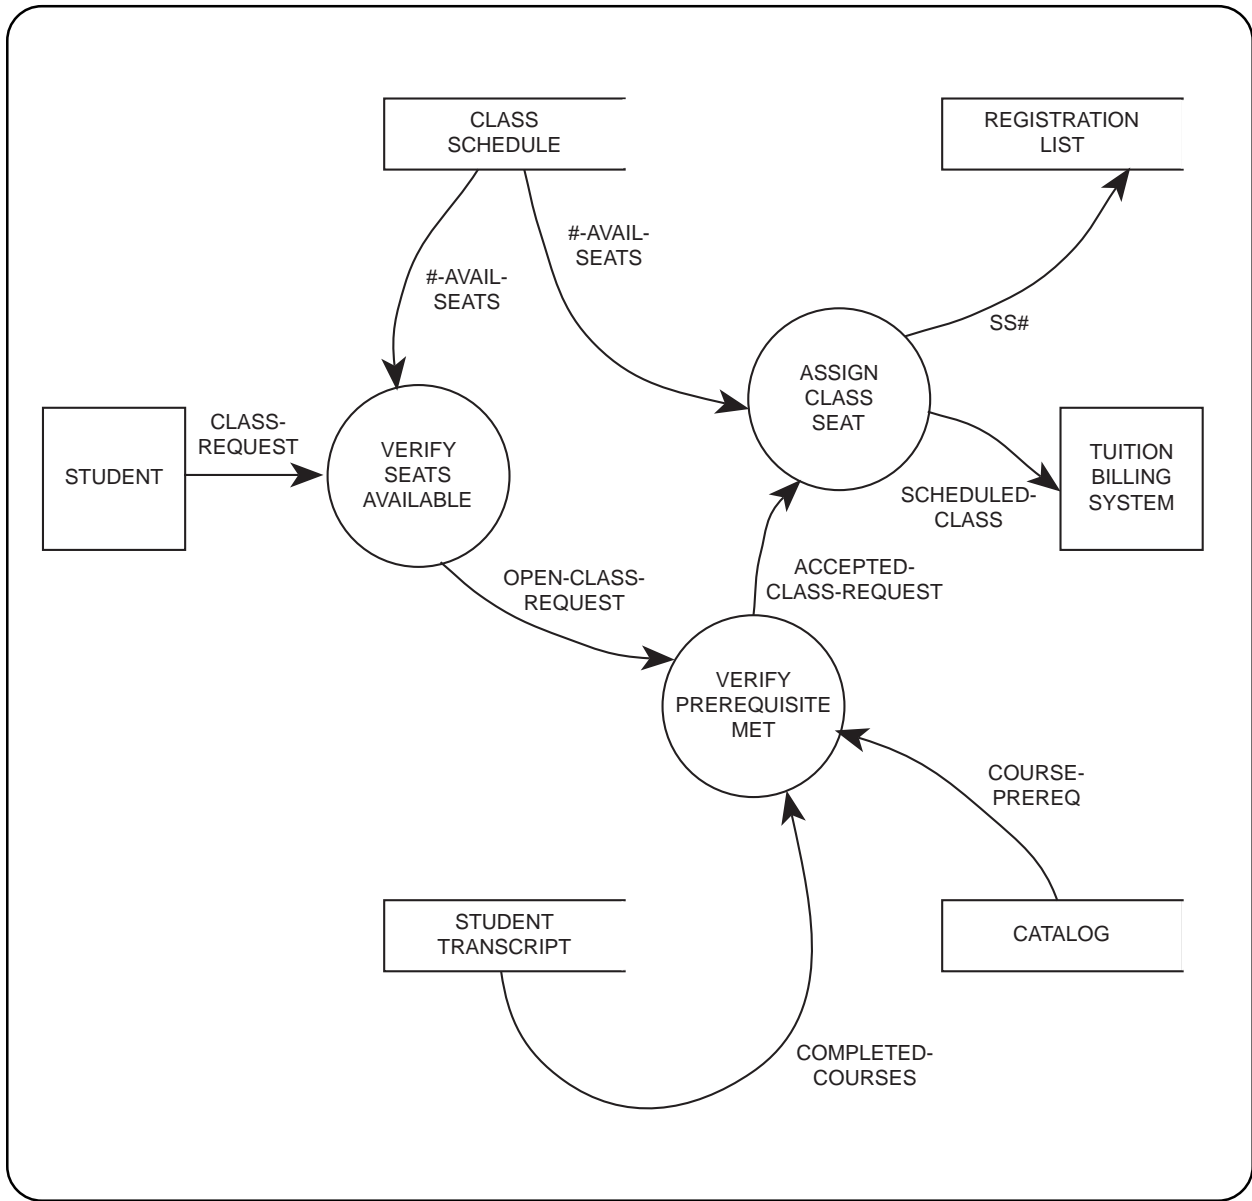 CLASS
SCHEDULE
REGISTRATION
LIST
#-AVAIL-
SEATS
#-AVAIL-
SEATS
SS#
ASSIGN
CLASS
SEAT
CLASS-
REQUEST
STUDENT
VERIFY
SEATS
AVAILABLE
TUITION
BILLING
SYSTEM
SCHEDULED-
CLASS
OPEN-CLASS-
REQUEST
ACCEPTED-
CLASS-REQUEST
VERIFY
PREREQUISITE
MET
COURSE-
PREREQ
STUDENT
TRANSCRIPT
CATALOG
COMPLETED-
COURSES